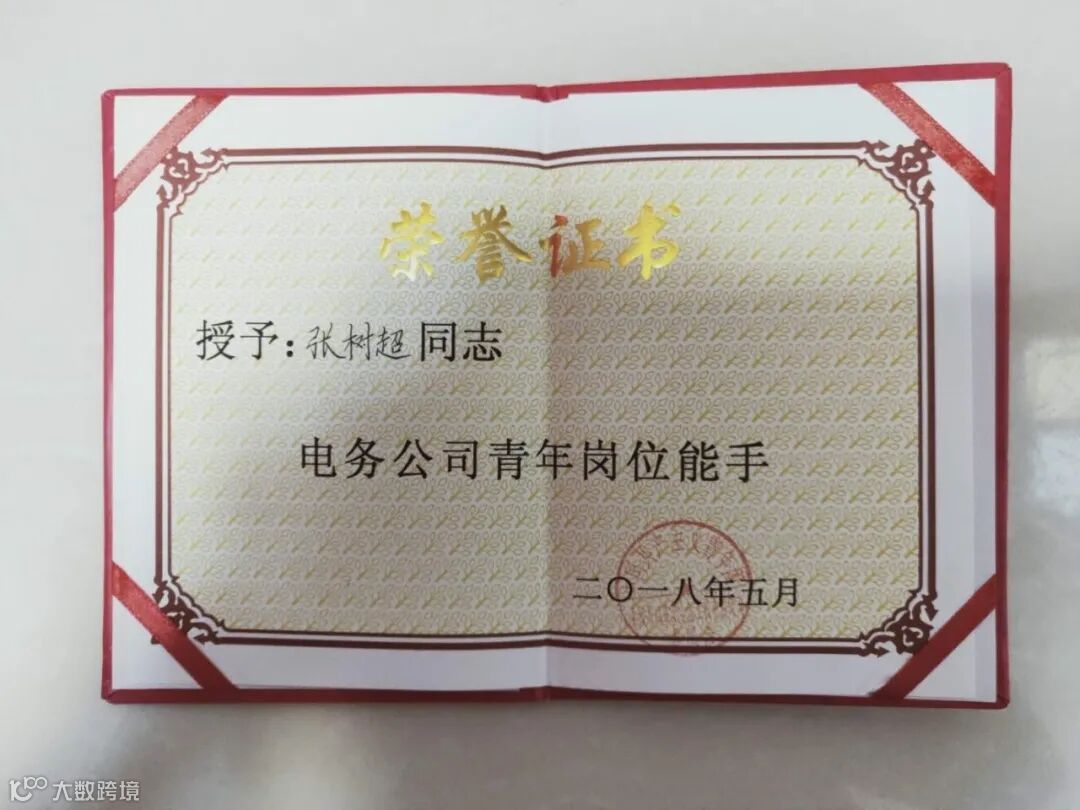 荣誉证书
授予：张树超同志
电务公司青年岗位能手
二〇一八年五月
大数跨境